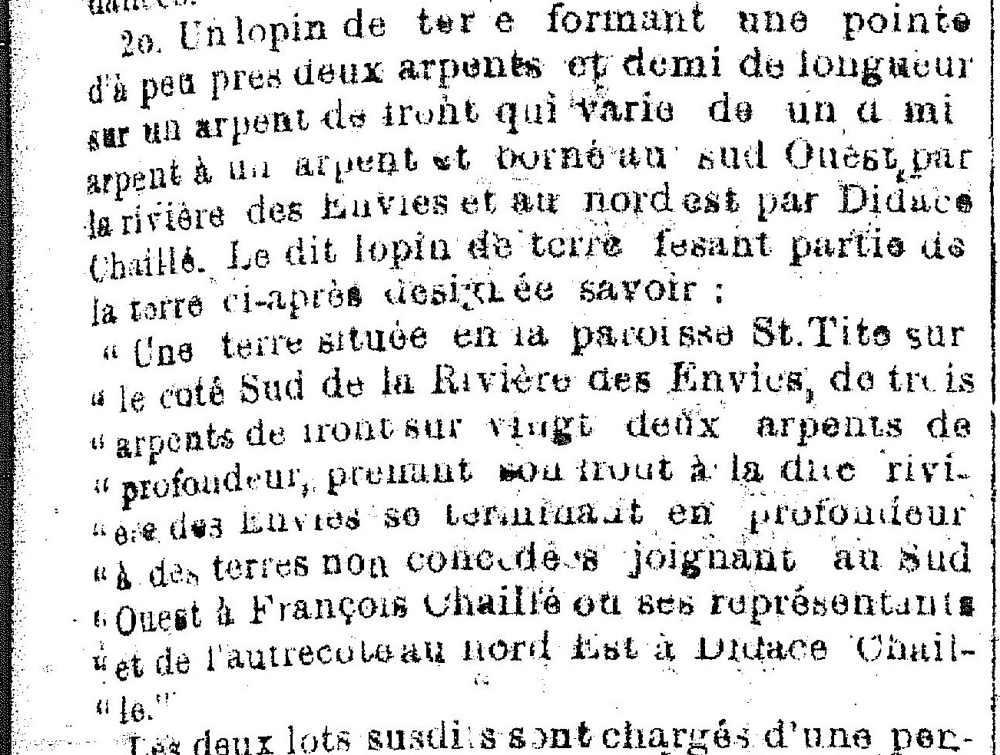 2o. Un lopin de terre formant une pointe
d'à peu pres deux arpents et demi de longueur
sur un arpent de front qui varie de un d mi
arpent à un arpent et borné au sud Ouest par
la rivière des Envies et au nord est par Didace
Chaillé. Le dit lopin de terre fesant partie de
la terre ci-après designée savoir :
“ Une terre située en la paroisse St. Tite sur
“ le coté Sud de la Rivière des Envies, de trois
“ arpents de front sur vingt deux arpents de
“ profondeur, prenant son front à la dite rivi-
“ ere des Envies se terminant en profondeur
“ à des terres non concedées joignant au Sud
“ Ouest à François Chaillé ou ses représentants
“ et de l'autre cote au nord Est à Didace Chail-
“ le.”
Les deux lots susdits sont chargés d'une per-